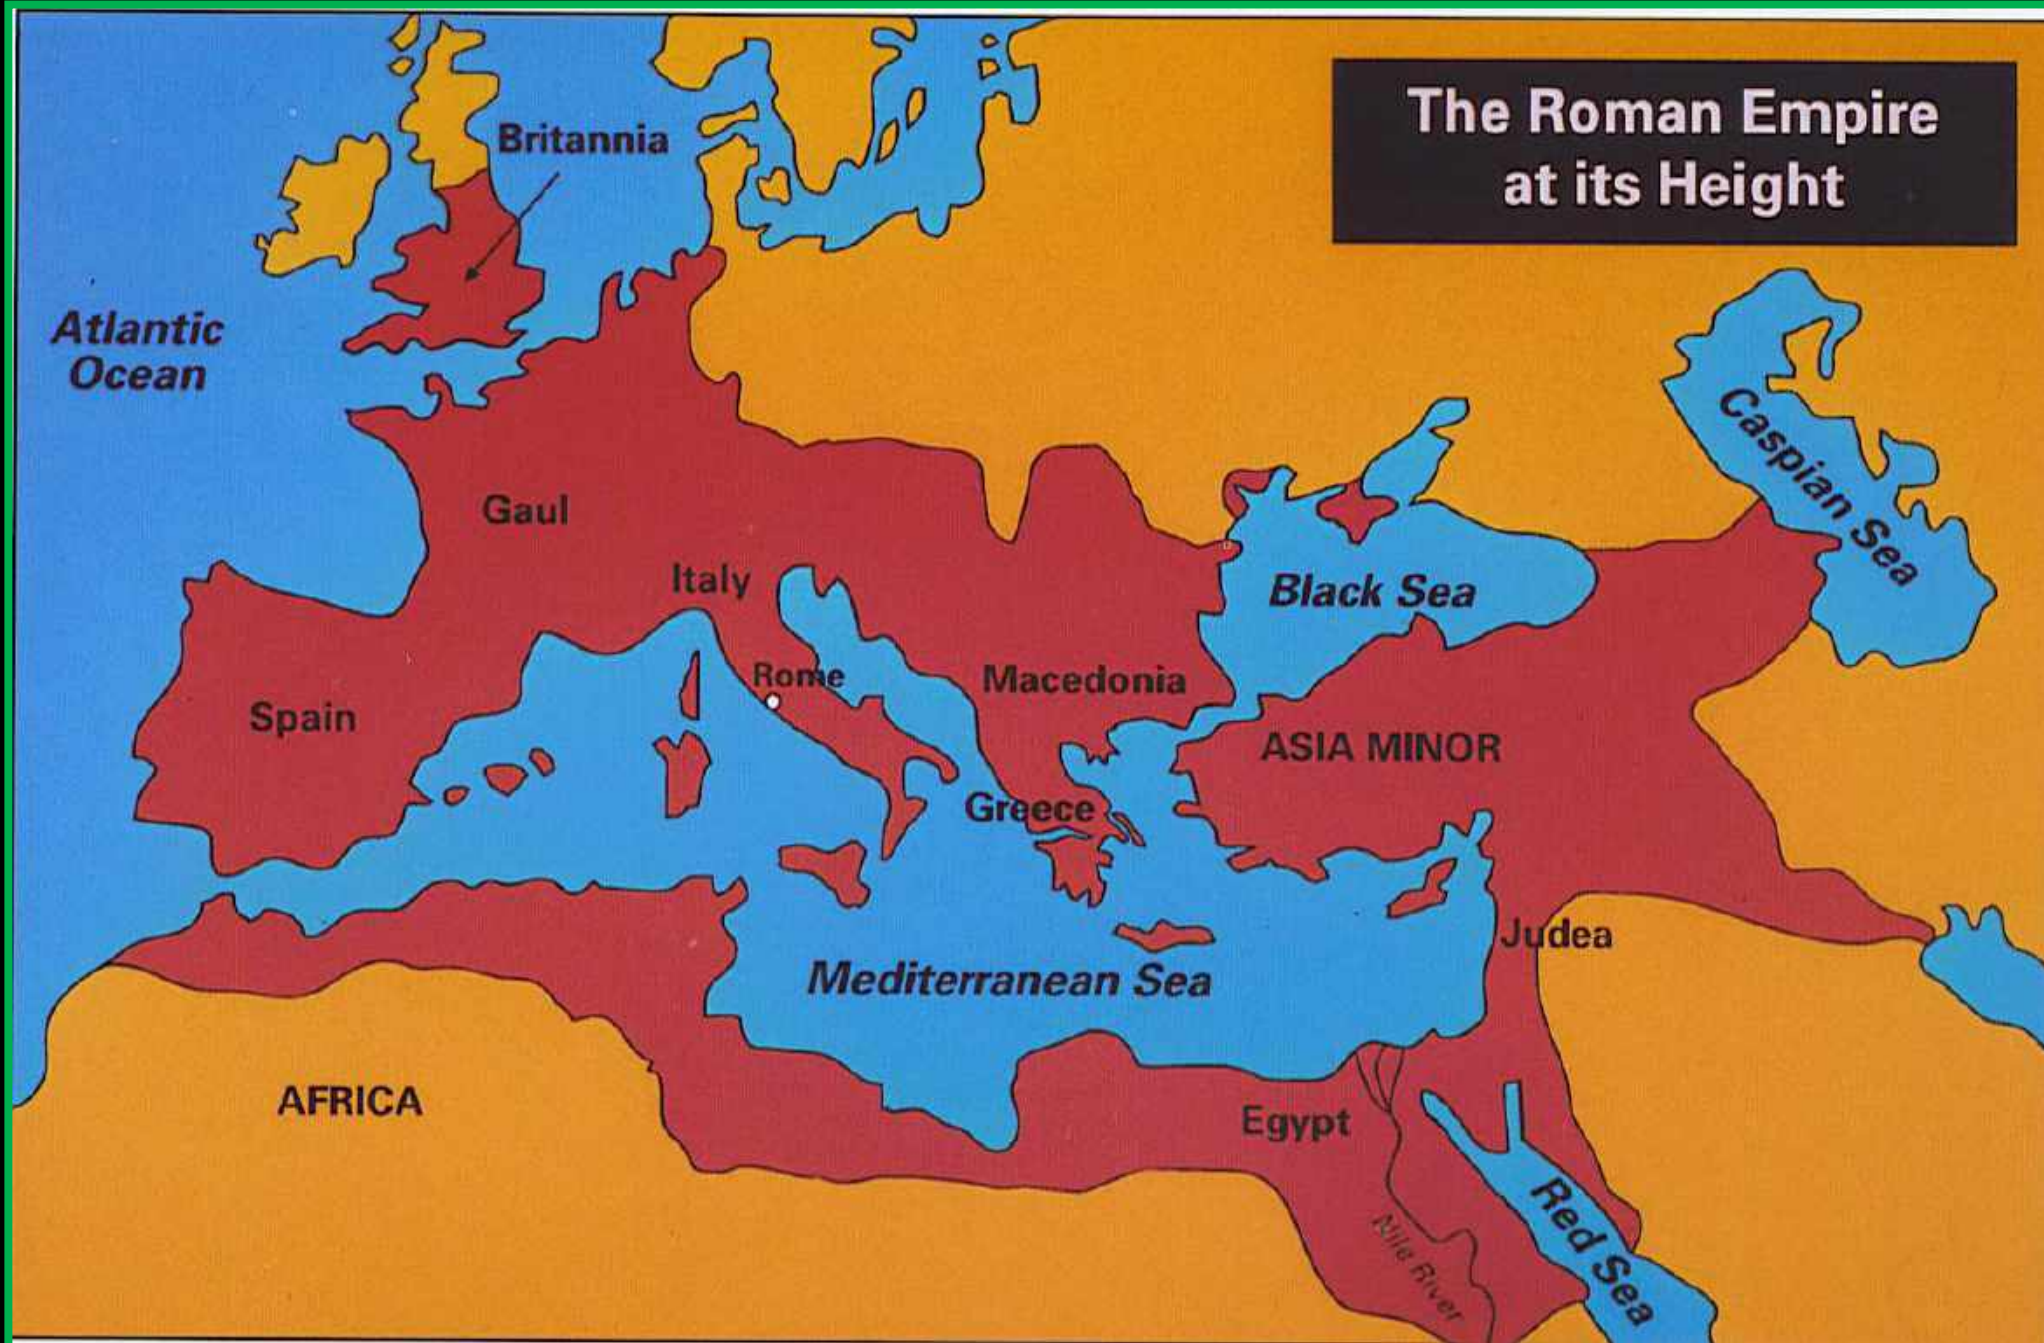 The Roman Empire
at its Height
Britannia
Atlantic
Ocean
Caspian Sea
Gaul
Italy
Black Sea
Rome
Macedonia
Spain
ASIA MINOR
Greece
Judea
Mediterranean Sea
AFRICA
Egypt
Nile River
Red Sea